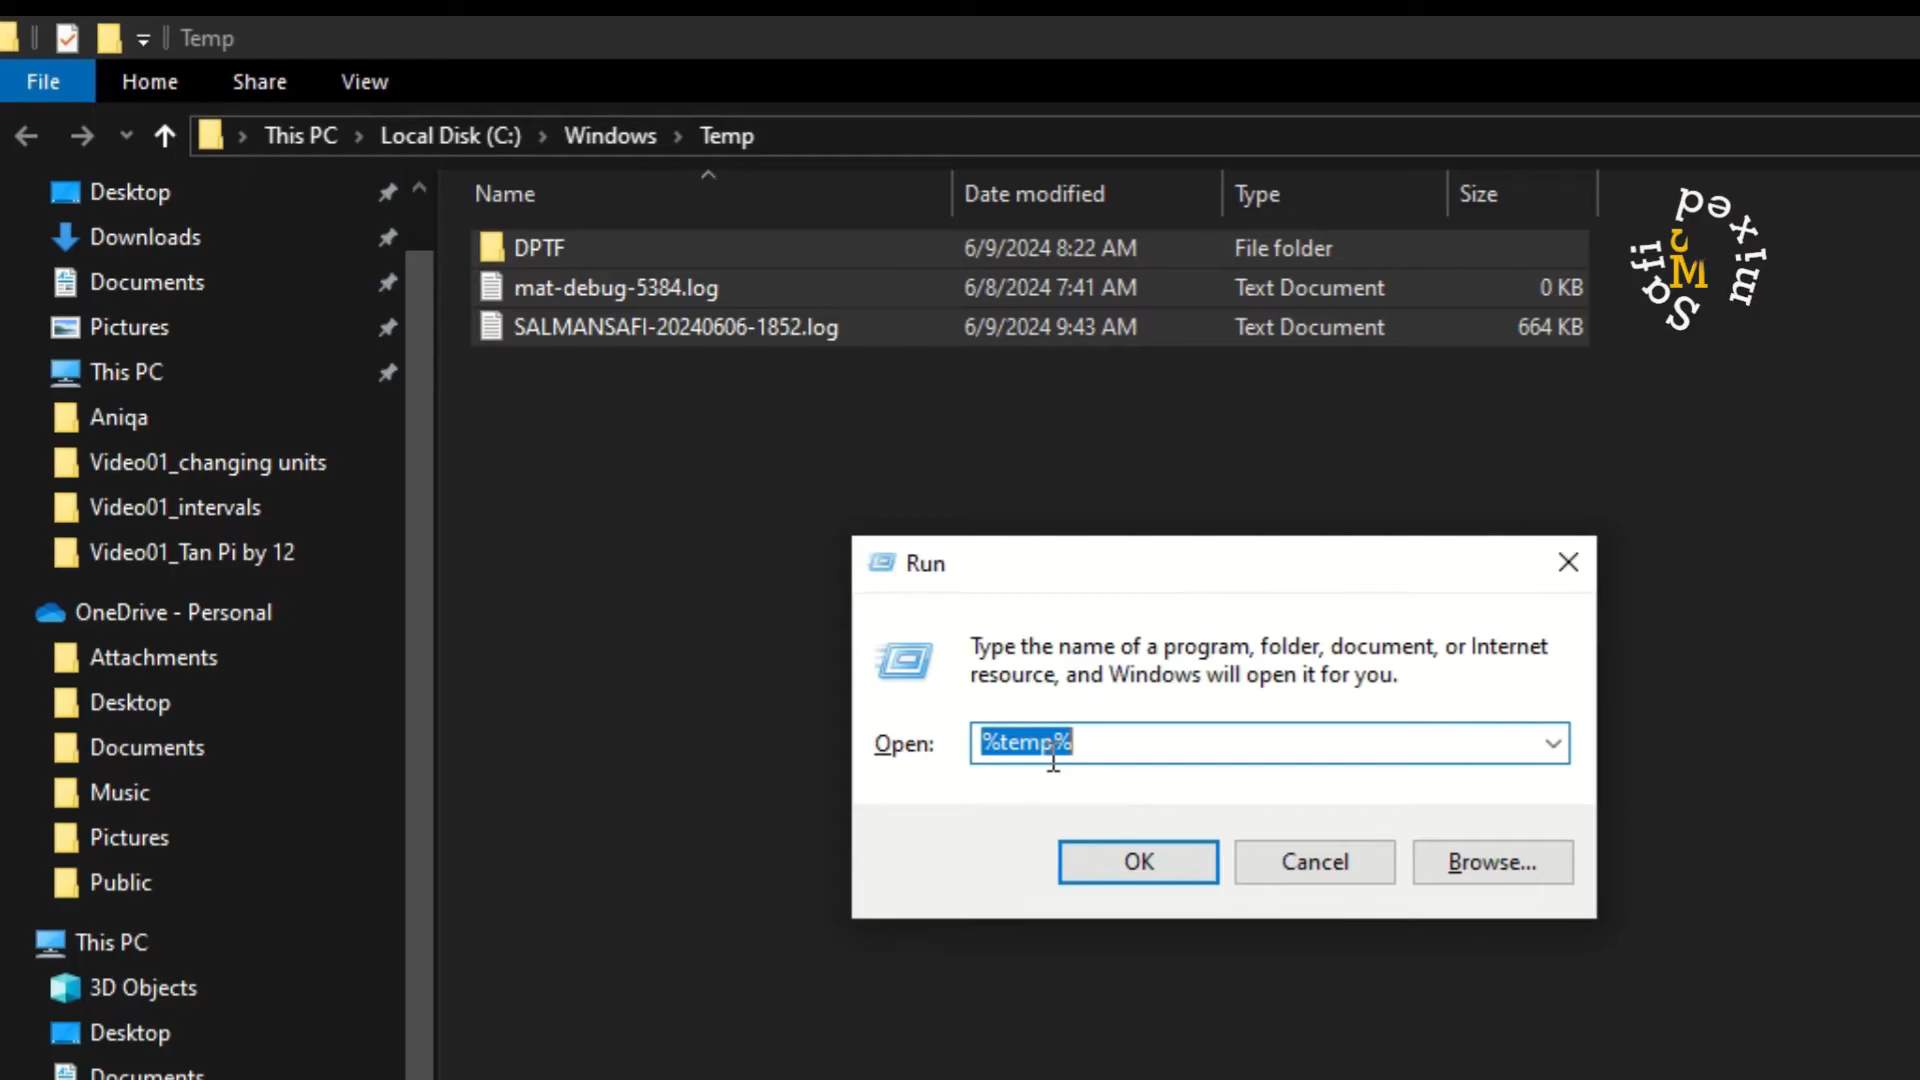 Temp
File Home Share View
This PC Local Disk (C:) Windows Temp
Name Date modified Type Size
DPTF 6/9/2024 8:22 AM File folder
mat-debug-5384.log 6/8/2024 7:41 AM Text Document 0 KB
SALMANSAFI-20240606-1852.log 6/9/2024 9:43 AM Text Document 664 KB
Desktop
Downloads
Documents
Pictures
This PC
Aniqa
Video01_changing units
Video01_intervals
Video01_Tan Pi by 12
OneDrive - Personal
Attachments
Desktop
Documents
Music
Pictures
Public
This PC
3D Objects
Desktop
Documents
Run
Type the name of a program, folder, document, or Internet
resource, and Windows will open it for you.
Open: %temp%
OK Cancel Browse...
Safi mixed
M